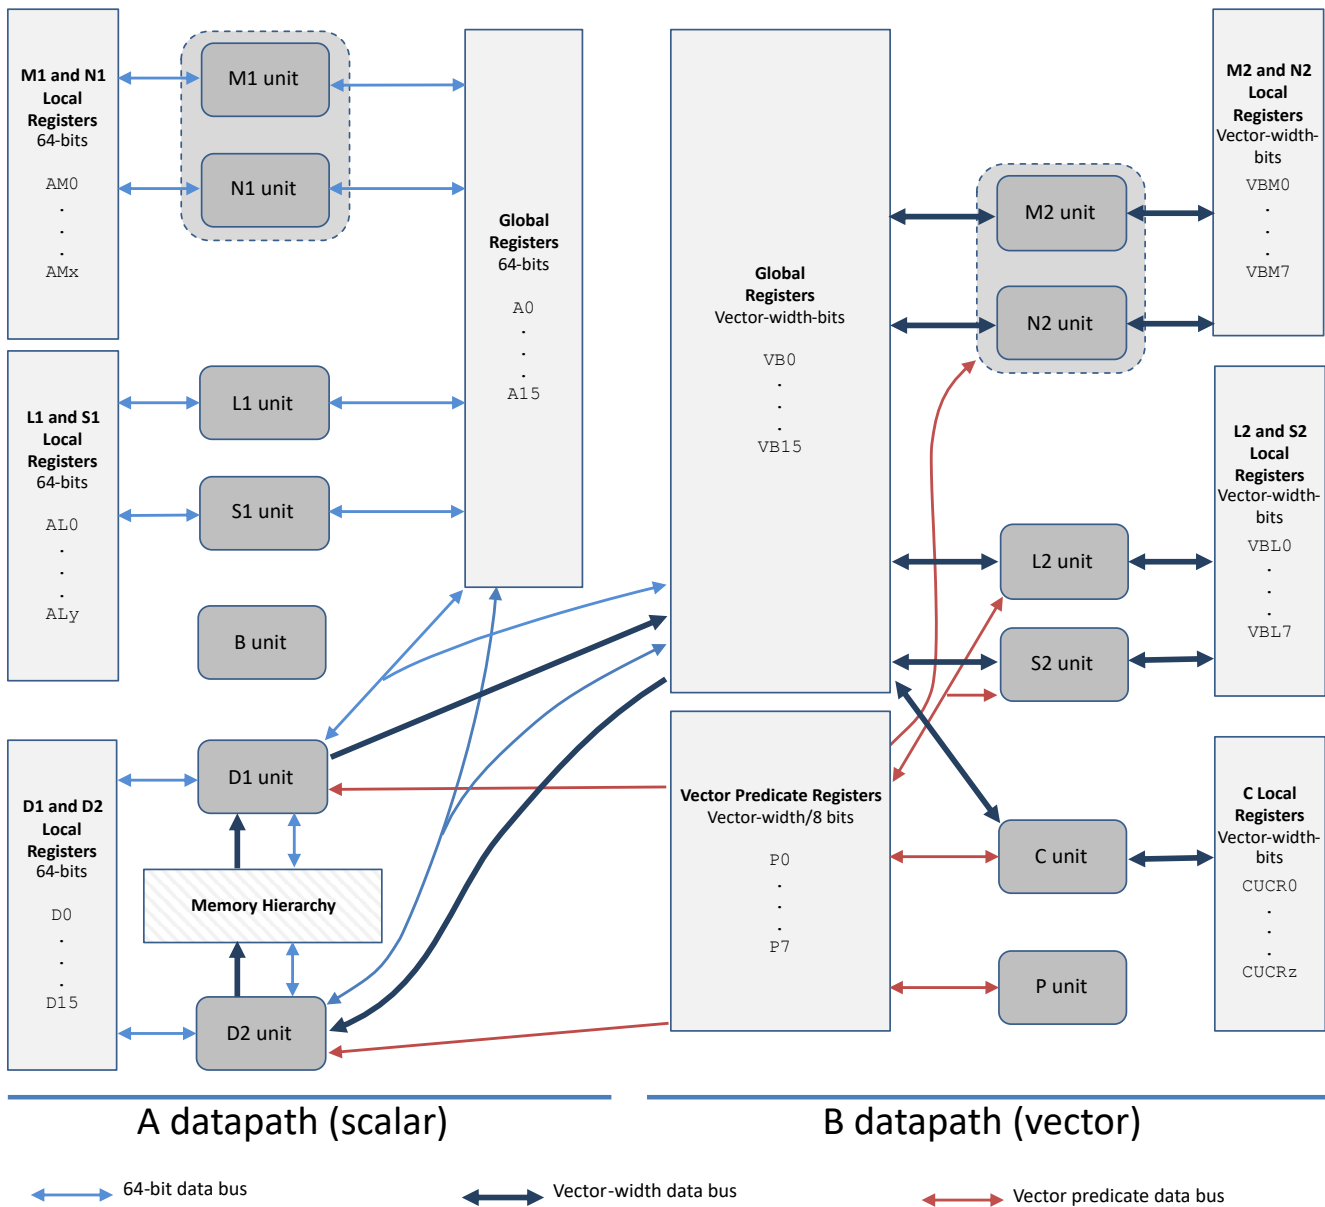 M1 and N1
Local
Registers
64-bits
AM0
.
.
.
AMx
M1 unit
N1 unit
L1 and S1
Local
Registers
64-bits
AL0
.
.
.
ALy
L1 unit
S1 unit
B unit
D1 and D2
Local
Registers
64-bits
D0
.
.
.
D15
D1 unit
Memory Hierarchy
D2 unit
Global
Registers
64-bits
A0
.
.
.
A15
Global
Registers
Vector-width-bits
VB0
.
.
.
VB15
Vector Predicate Registers
Vector-width/8 bits
P0
.
.
.
P7
M2 unit
N2 unit
L2 unit
S2 unit
C unit
P unit
M2 and N2
Local
Registers
Vector-width-
bits
VBM0
.
.
.
VBM7
L2 and S2
Local
Registers
Vector-width-
bits
VBL0
.
.
.
VBL7
C Local
Registers
Vector-width-
bits
CUCR0
.
.
.
CUCRz
A datapath (scalar)
B datapath (vector)
64-bit data bus
Vector-width data bus
Vector predicate data bus